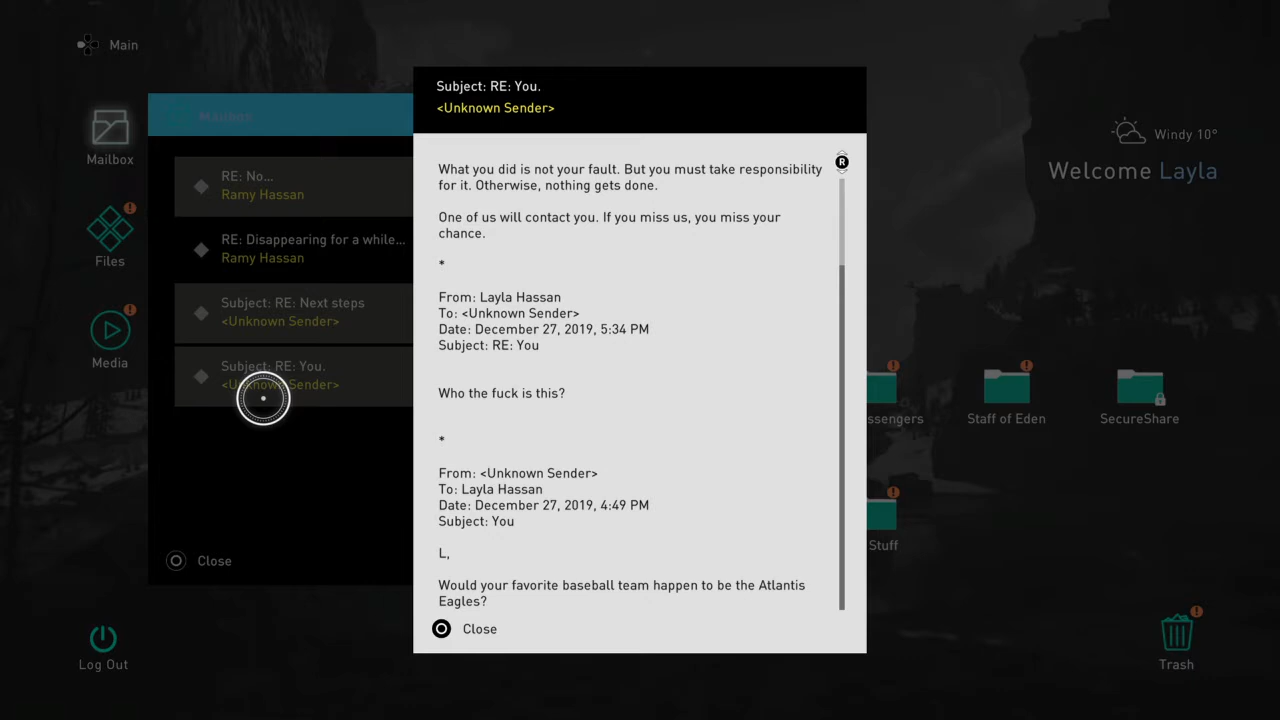 Main
Subject: RE: You.
<Unknown Sender>
Mailbox
Mailbox
Files
Media
RE: No...
Ramy Hassan
RE: Disappearing for a while...
Ramy Hassan
Subject: RE: Next steps
<Unknown Sender>
Subject: RE: You.
<Unknown Sender>
Close
Log Out
What you did is not your fault. But you must take responsibility
for it. Otherwise, nothing gets done.
One of us will contact you. If you miss us, you miss your
chance.
*
From: Layla Hassan
To: <Unknown Sender>
Date: December 27, 2019, 5:34 PM
Subject: RE: You
Who the fuck is this?
*
From: <Unknown Sender>
To: Layla Hassan
Date: December 27, 2019, 4:49 PM
Subject: You
L,
Would your favorite baseball team happen to be the Atlantis
Eagles?
Close
R
Windy 10°
Welcome Layla
ssengers
Staff of Eden
SecureShare
Stuff
Trash